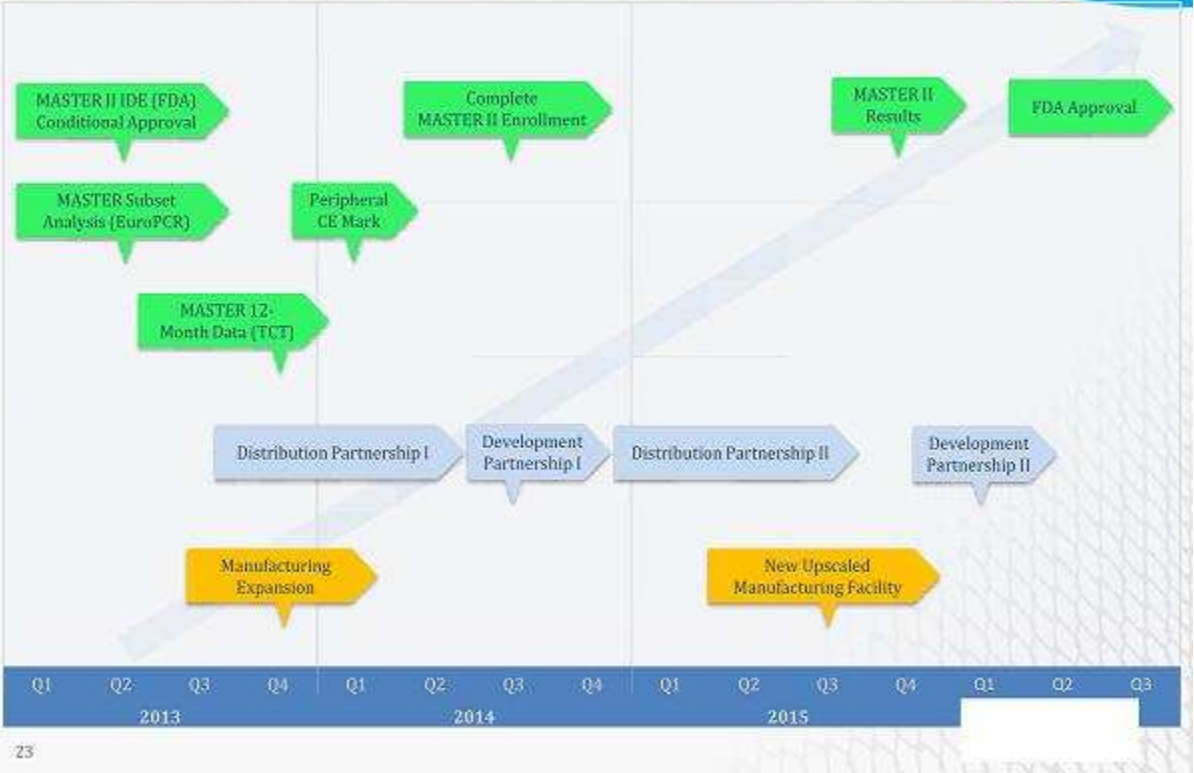 MASTER II IDE (FDA)
Conditional Approval
Complete
MASTER II Enrollment
MASTER II
Results
FDA Approval
MASTER Subset
Analysis (EuroPCR)
Peripheral
CE Mark
MASTER 12-
Month Data (TCT)
Distribution Partnership I
Development
Partnership I
Distribution Partnership II
Development
Partnership II
Manufacturing
Expansion
New Upscaled
Manufacturing Facility
Q1 Q2 Q3 Q4 Q1 Q2 Q3 Q4 Q1 Q2 Q3 Q4 Q1 Q2 Q3
2013 2014 2015
23